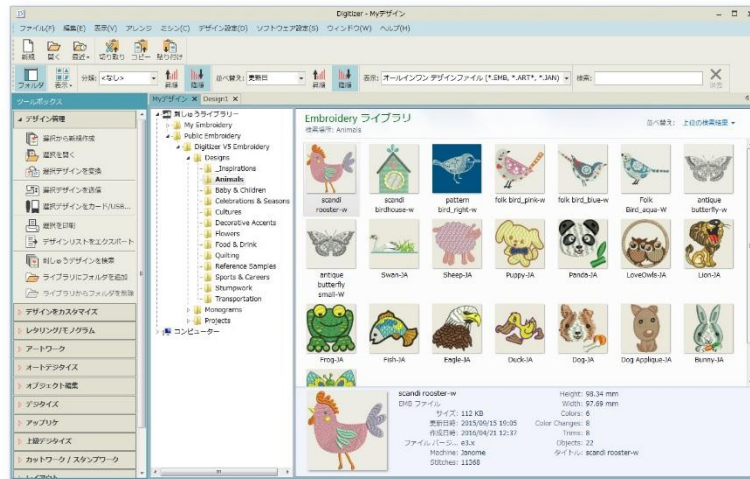 Digitizer - Myデザイン
ファイル(F) 編集(E) 表示(V) アレンジ ミシン(C) デザイン設定(D) ソフトウェア設定(S) ウィンドウ(W) ヘルプ(H)
新規 開く 最近 切り取り コピー 貼り付け
フォルダ 表示 分類: <なし> 昇順 降順 並べ替え: 更新日 昇順 降順 表示: オールインワン デザインファイル (*.EMB, *.ART*, *.JAN) 検索:
ツールボックス
Myデザイン X Design1 X
デザイン管理
選択から新規作成
選択を開く
選択デザインを変換
選択デザインを送信
選択デザインをカード/USB...
選択を印刷
デザインリストをエクスポート
刺しゅうデザインを検索
ライブラリにフォルダを追加
ライブラリからフォルダを削除
デザインをカスタマイズ
レタリング/モノグラム
アートワーク
オートデジタイズ
オブジェクト編集
デジタイズ
アップリケ
上級デジタイズ
カットワーク / スタンプワーク
レイアウト
刺しゅうライブラリー
My Embroidery
Public Embroidery
Digitizer V5 Embroidery
Designs
_Inspirations
Animals
Baby & Children
Celebrations & Seasons
Cultures
Decorative Accents
Flowers
Food & Drink
Quilting
Reference Samples
Sports & Careers
Stumpwork
Transportation
Monograms
Projects
コンピューター
Embroidery ライブラリ
検索場所: Animals
並べ替え: 上位の検索結果
scandi rooster-w
scandi birdhouse-w
pattern bird_right-w
folk bird_pink-w
folk bird_blue-w
Folk Bird_aqua-w
antique butterfly-w
antique butterfly small-W
Swan-JA
Sheep-JA
Puppy-JA
Panda-JA
LoveOwls-JA
Lion-JA
Frog-JA
Fish-JA
Eagle-JA
Duck-JA
Dog-JA
Dog Applique-JA
Bunny-JA
scandi rooster-w
EMB ファイル
サイズ: 112 KB
更新日時: 2015/09/15 19:05
作成日時: 2016/04/21 12:37
ファイル バージ... e3.x
Machine: Janome
Stitches: 11368
Height: 98.34 mm
Width: 97.69 mm
Colors: 6
Color Changes: 8
Trims: 8
Objects: 22
タイトル: scandi rooster-w